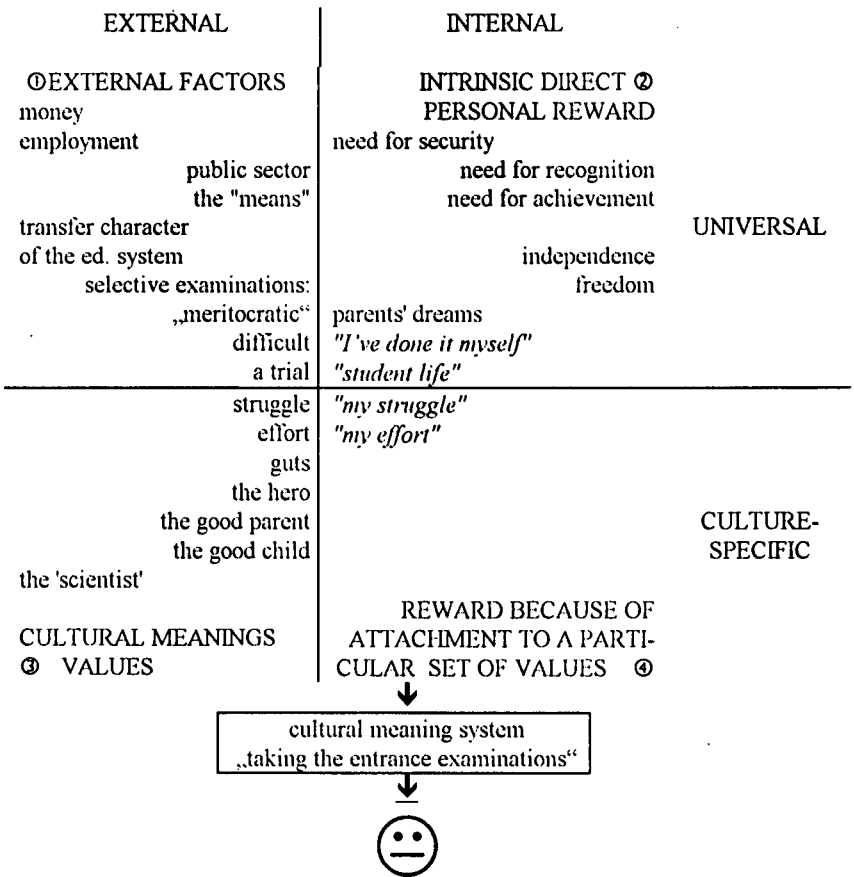 EXTERNAL INTERNAL
①EXTERNAL FACTORS INTRINSIC DIRECT ②
money PERSONAL REWARD
employment need for security
public sector need for recognition
the "means" need for achievement
transfer character UNIVERSAL
of the ed. system independence
selective examinations: freedom
„meritocratic“ parents' dreams
difficult "I've done it myself"
a trial "student life"
struggle "my struggle"
effort "my effort"
guts
the hero
the good parent CULTURE-
the good child SPECIFIC
the 'scientist'
REWARD BECAUSE OF
CULTURAL MEANINGS ATTACHMENT TO A PARTI-
③ VALUES CULAR SET OF VALUES ④
cultural meaning system
„taking the entrance examinations“